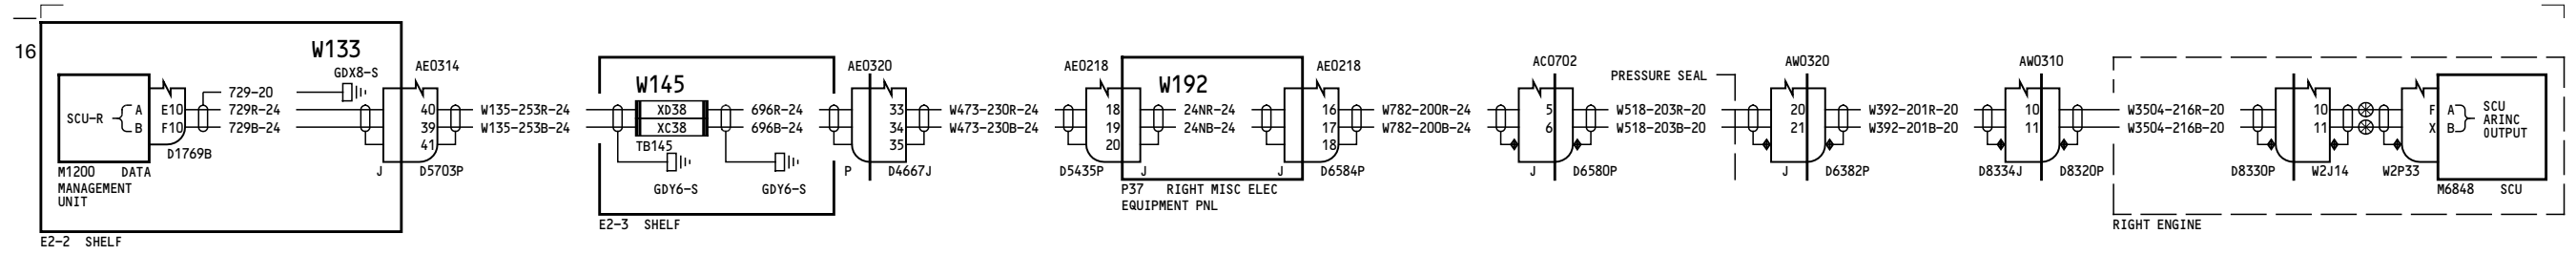 16
W133
GDX8-S
AE0314
729-20
SCU-R
A
E10
729R-24
B
F10
729B-24
40
39
41
D1769B
M1200 DATA
MANAGEMENT
UNIT
J
D5703P
E2-2 SHELF
W135-253R-24
W135-253B-24
W145
XD38
XC38
TB145
696R-24
696B-24
GDY6-S
GDY6-S
E2-3 SHELF
AE0320
33
34
35
P
D4667J
W473-230R-24
W473-230B-24
AE0218
18
19
20
D5435P
J
W192
24NR-24
24NB-24
P37 RIGHT MISC ELEC
EQUIPMENT PNL
AE0218
16
17
18
J
D6584P
W782-200R-24
W782-200B-24
AC0702
5
6
J
D6580P
PRESSURE SEAL
W518-203R-20
W518-203B-20
AW0320
20
21
J
D6382P
W392-201R-20
W392-201B-20
AW0310
10
11
D8334J
D8320P
W3504-216R-20
W3504-216B-20
10
11
D8330P
W2J14
W2P33
F
A
X
B
SCU
ARINC
OUTPUT
M6848 SCU
RIGHT ENGINE